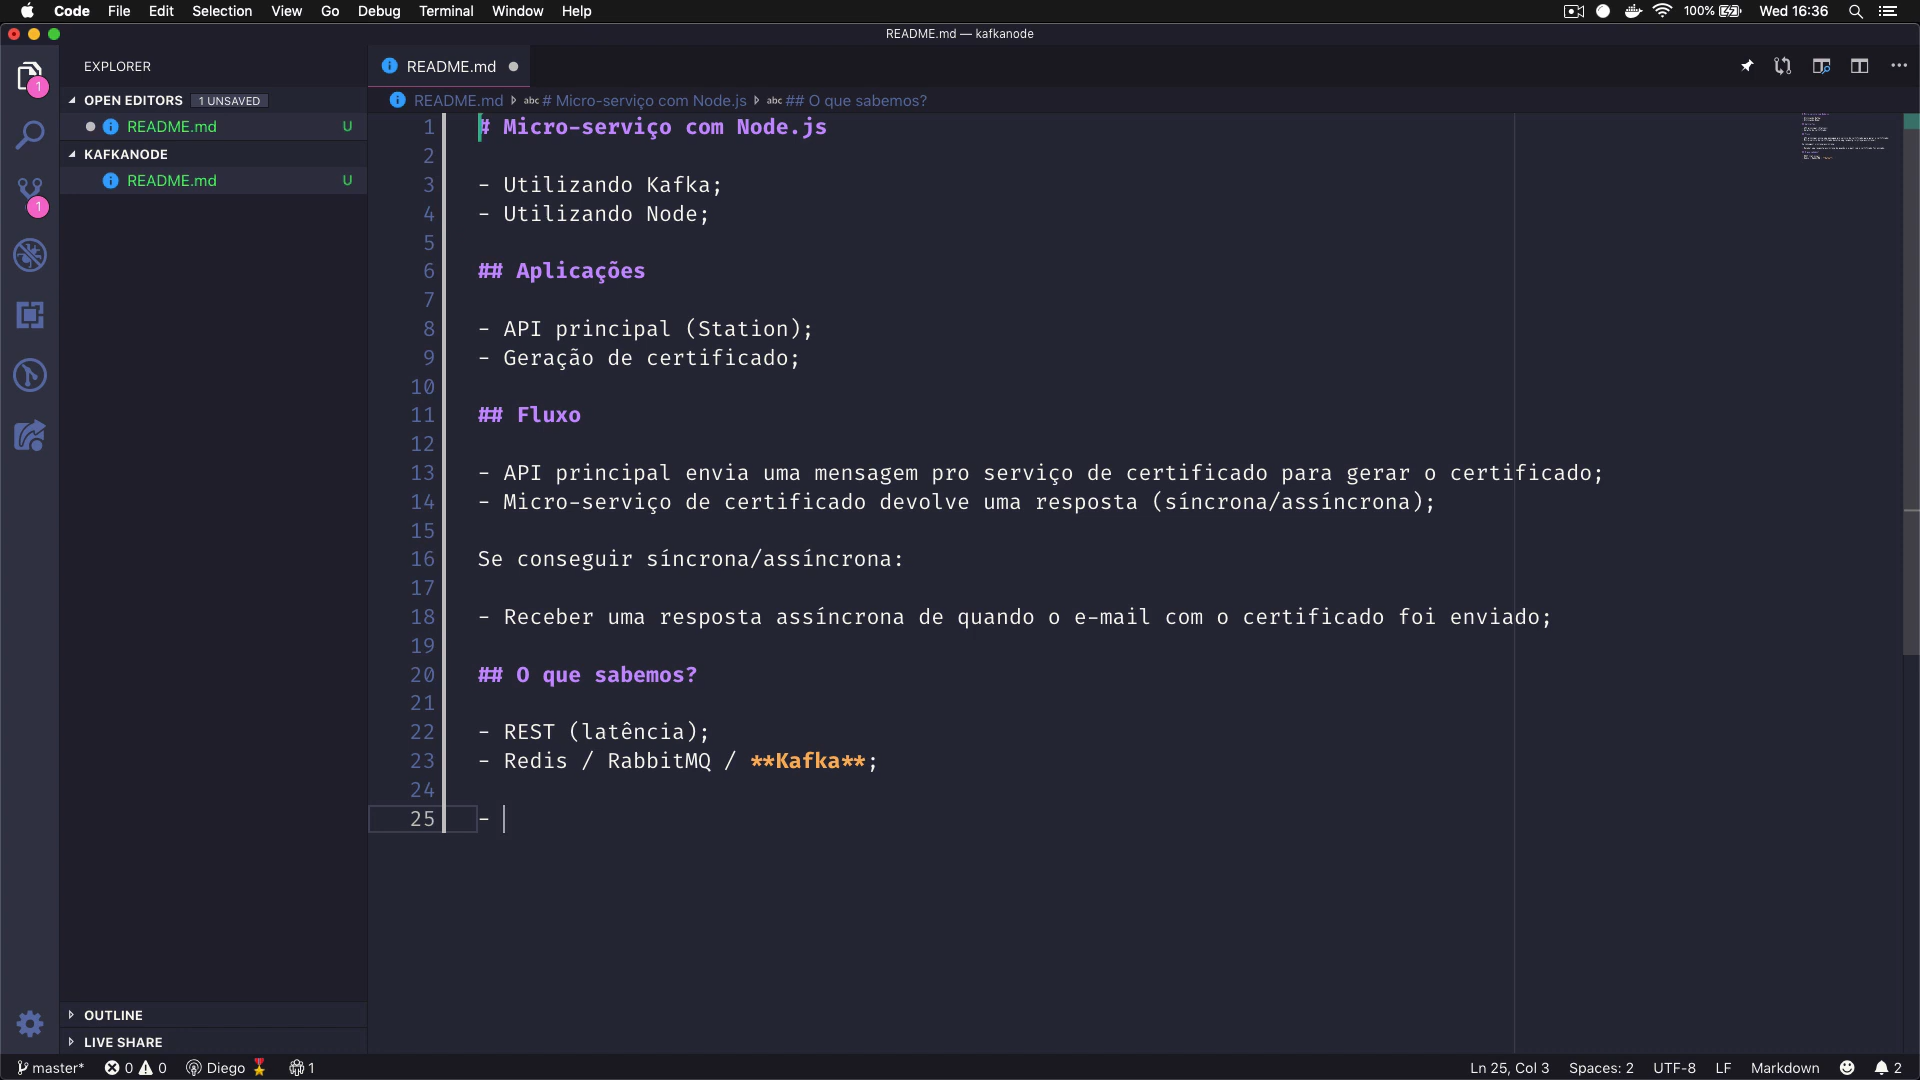 Code File Edit Selection View Go Debug Terminal Window Help 100% Wed 16:36
README.md — kafkanode
EXPLORER
README.md
OPEN EDITORS 1 UNSAVED
README.md U
KAFKANODE
README.md U
README.md abc # Micro-serviço com Node.js abc ## O que sabemos?
1 # Micro-serviço com Node.js
2
3 - Utilizando Kafka;
4 - Utilizando Node;
5
6 ## Aplicações
7
8 - API principal (Station);
9 - Geração de certificado;
10
11 ## Fluxo
12
13 - API principal envia uma mensagem pro serviço de certificado para gerar o certificado;
14 - Micro-serviço de certificado devolve uma resposta (síncrona/assíncrona);
15
16 Se conseguir síncrona/assíncrona:
17
18 - Receber uma resposta assíncrona de quando o e-mail com o certificado foi enviado;
19
20 ## O que sabemos?
21
22 - REST (latência);
23 - Redis / RabbitMQ / **Kafka**;
24
25 -
1
1
OUTLINE
LIVE SHARE
master* 0 0 Diego 1 Ln 25, Col 3 Spaces: 2 UTF-8 LF Markdown 2